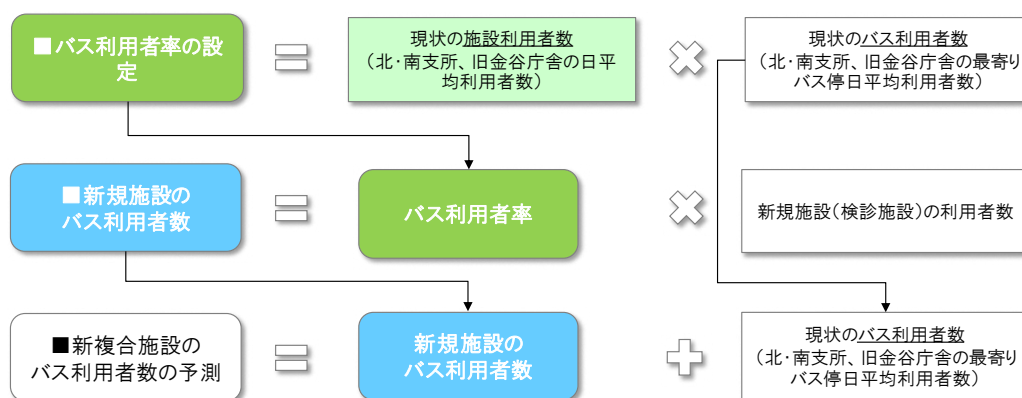 ■バス利用者率の設
定
現状の施設利用者数
(北・南支所、旧金谷庁舎の日平
均利用者数)
現状のバス利用者数
(北・南支所、旧金谷庁舎の最寄り
バス停日平均利用者数)
■新規施設の
バス利用者数
バス利用者率
新規施設(検診施設)の利用者数
■新複合施設の
バス利用者数の予測
新規施設の
バス利用者数
現状のバス利用者数
(北・南支所、旧金谷庁舎の最寄り
バス停日平均利用者数)